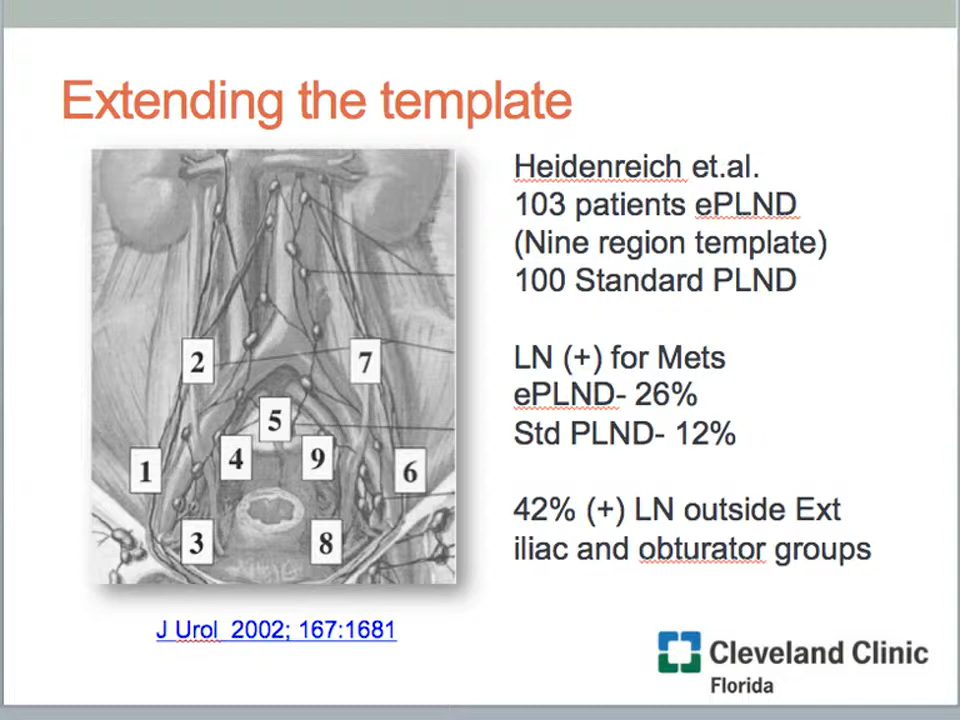 Extending the template
Heidenreich et.al.
103 patients ePLND
(Nine region template)
100 Standard PLND
LN (+) for Mets
ePLND- 26%
Std PLND- 12%
42% (+) LN outside Ext
iliac and obturator groups
2
7
5
4
9
1
6
3
8
J Urol 2002; 167:1681
Cleveland Clinic
Florida